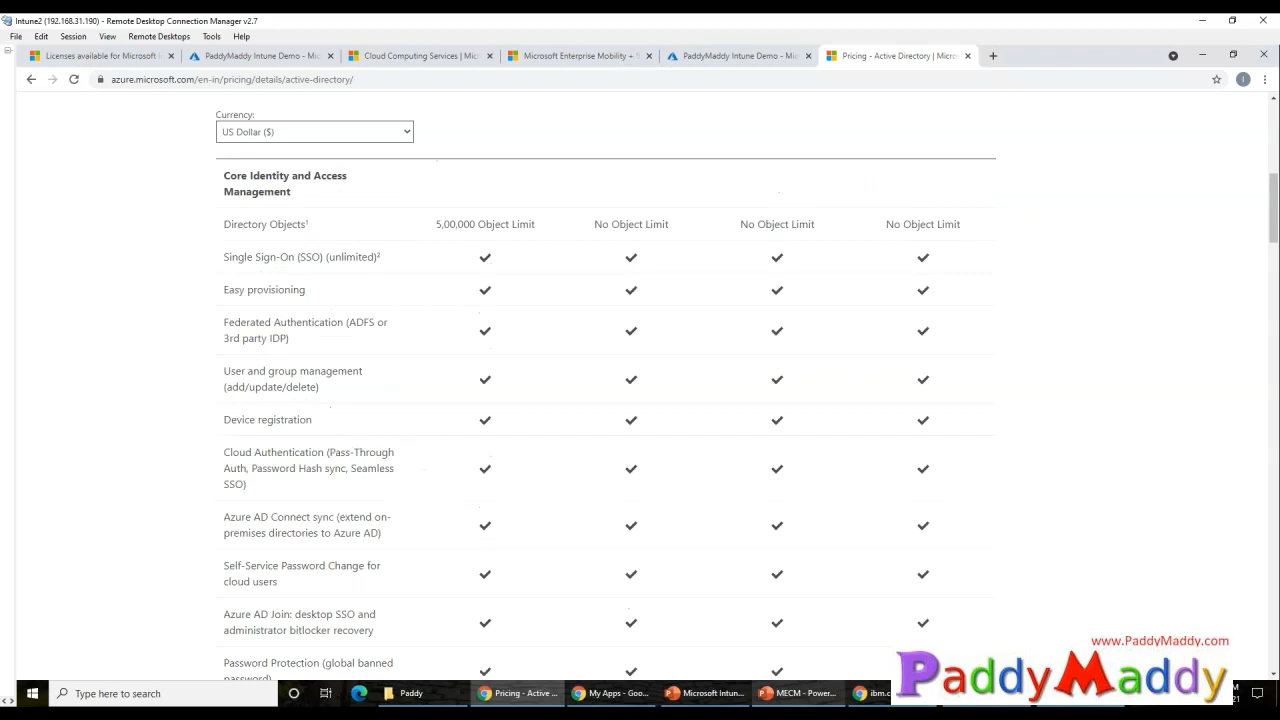 Intune2 (192.168.31.190) - Remote Desktop Connection Manager v2.7
File Edit Session View Remote Desktops Tools Help
Licenses available for Microsoft PaddyMaddy Intune Demo - Mic Cloud Computing Services | Micr Microsoft Enterprise Mobility + S PaddyMaddy Intune Demo - Mic Pricing - Active Directory | Micro
azure.microsoft.com/en-in/pricing/details/active-directory/
Currency:
US Dollar ($)
Core Identity and Access
Management
Directory Objects¹ 5,00,000 Object Limit No Object Limit No Object Limit No Object Limit
Single Sign-On (SSO) (unlimited)²
Easy provisioning
Federated Authentication (ADFS or
3rd party IDP)
User and group management
(add/update/delete)
Device registration
Cloud Authentication (Pass-Through
Auth, Password Hash sync, Seamless
SSO)
Azure AD Connect sync (extend on-
premises directories to Azure AD)
Self-Service Password Change for
cloud users
Azure AD Join: desktop SSO and
administrator bitlocker recovery
Password Protection (global banned
password)
www.PaddyMaddy.com
PaddyMaddy
Type here to search Paddy Pricing - Active ... My Apps - Goo... Microsoft Intun... MECM - Power... ibm.c